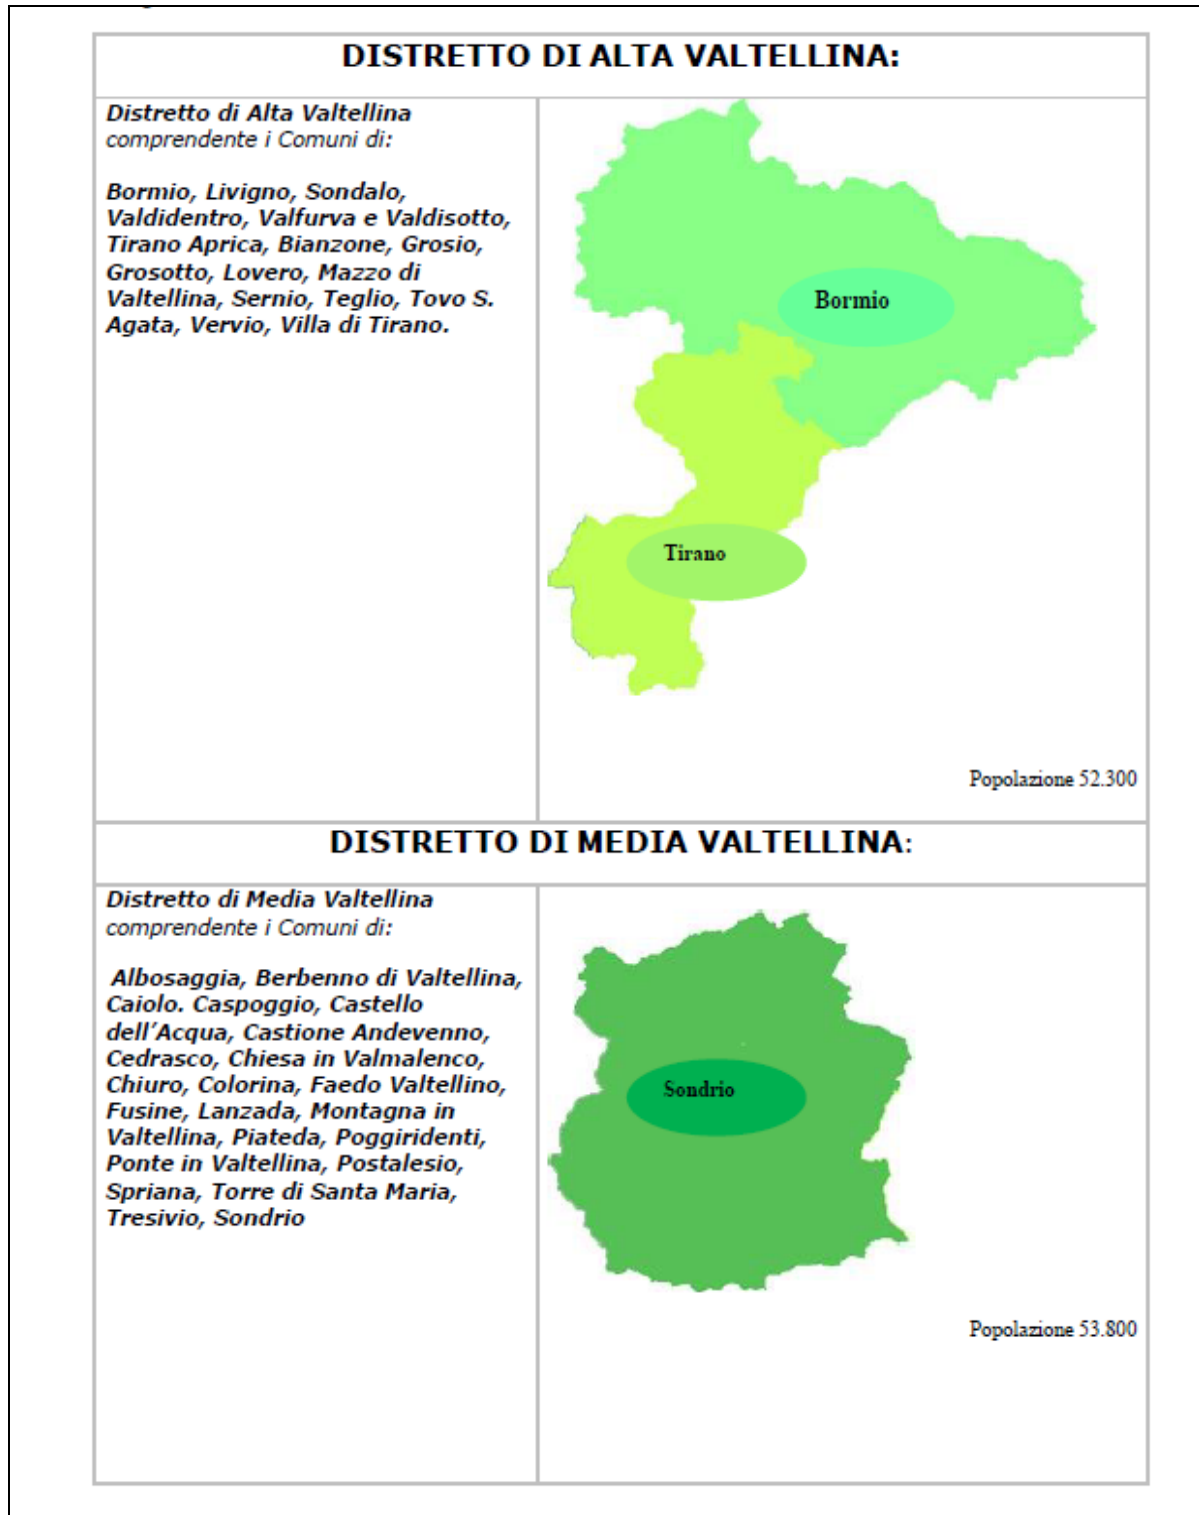 DISTRETTO DI ALTA VALTELLINA:
Distretto di Alta Valtellina
comprendente i Comuni di:
Bormio, Livigno, Sondalo,
Valdidentro, Valfurva e Valdisotto,
Tirano Aprica, Bianzone, Grosio,
Grosotto, Lovero, Mazzo di
Valtellina, Sernio, Teglio, Tovo S.
Agata, Vervio, Villa di Tirano.
Bormio
Tirano
Popolazione 52.300
DISTRETTO DI MEDIA VALTELLINA:
Distretto di Media Valtellina
comprendente i Comuni di:
Albosaggia, Berbenno di Valtellina,
Caiolo. Caspoggio, Castello
dell'Acqua, Castione Andevenno,
Cedrasco, Chiesa in Valmalenco,
Chiuro, Colorina, Faedo Valtellino,
Fusine, Lanzada, Montagna in
Valtellina, Piateda, Poggiridenti,
Ponte in Valtellina, Postalesio,
Spriana, Torre di Santa Maria,
Tresivio, Sondrio
Sondrio
Popolazione 53.800